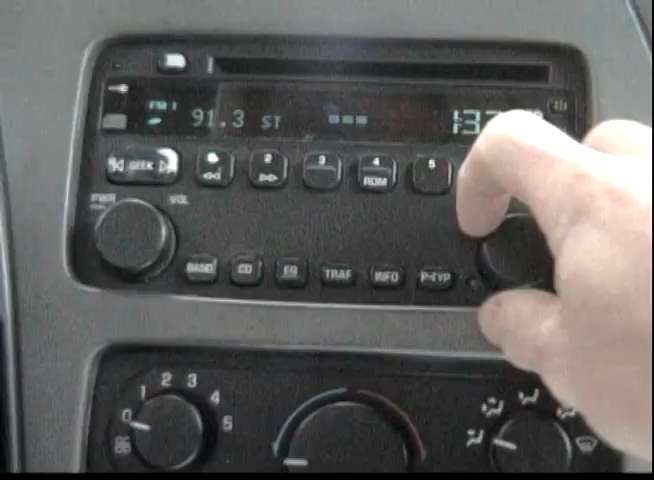 FM1
91.3 ST
SEEK
2
3
4
RDM
5
PWR
VOL
BAND
CD
EQ
TRAF
INFO
P-TYP
0
1
2
3
4
5